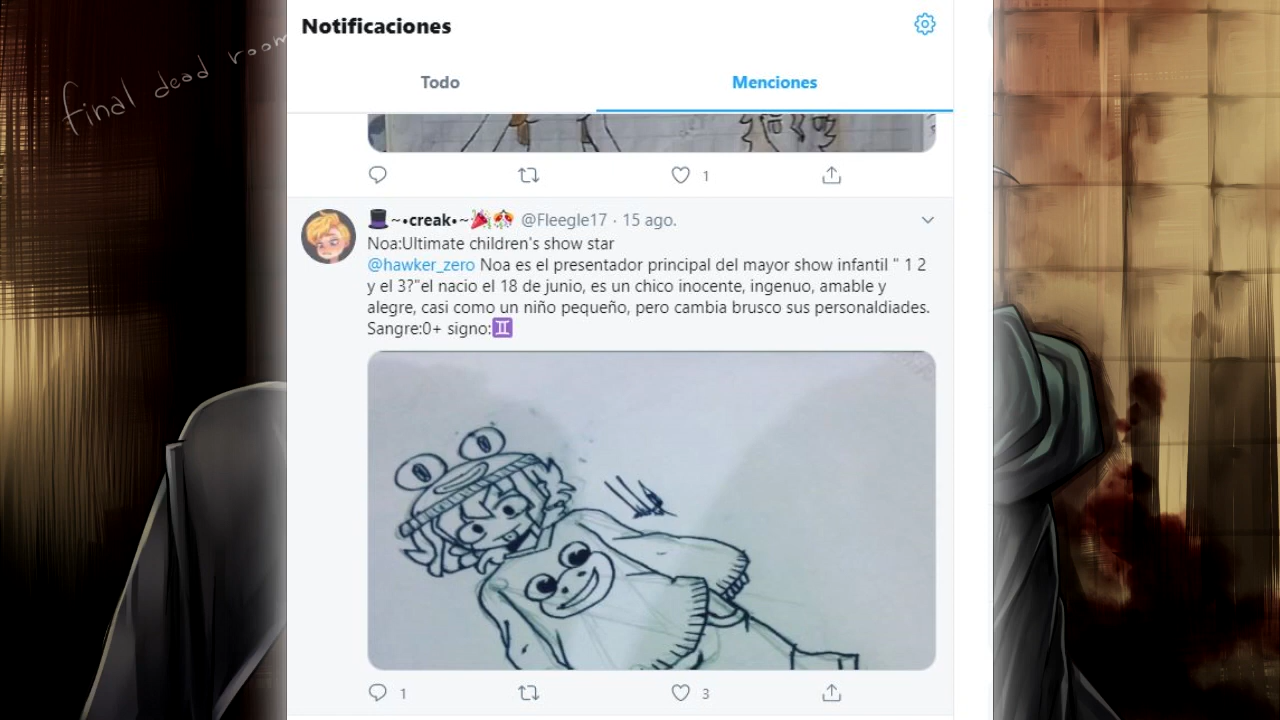 final dead room
Notificaciones
Todo
Menciones
1
~•creak•~ @Fleegle17 · 15 ago.
Noa:Ultimate children's show star
@hawker_zero Noa es el presentador principal del mayor show infantil " 1 2
y el 3?"el nacio el 18 de junio, es un chico inocente, ingenuo, amable y
alegre, casi como un niño pequeño, pero cambia brusco sus personaldiades.
Sangre:0+ signo:♊
1
3